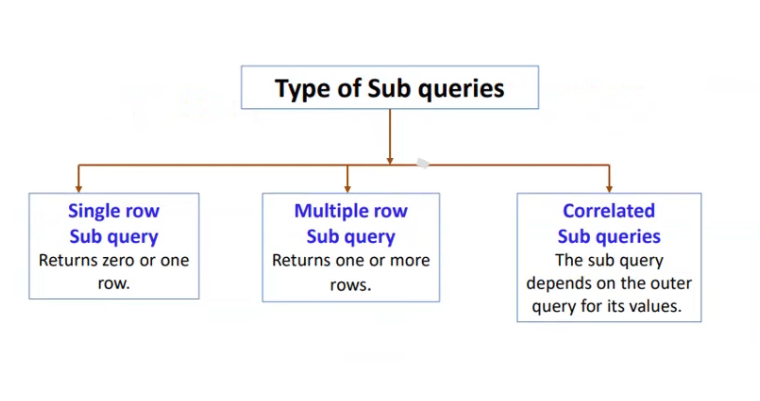 Type of Sub queries
Single row
Sub query
Returns zero or one
row.
Multiple row
Sub query
Returns one or more
rows.
Correlated
Sub queries
The sub query
depends on the outer
query for its values.